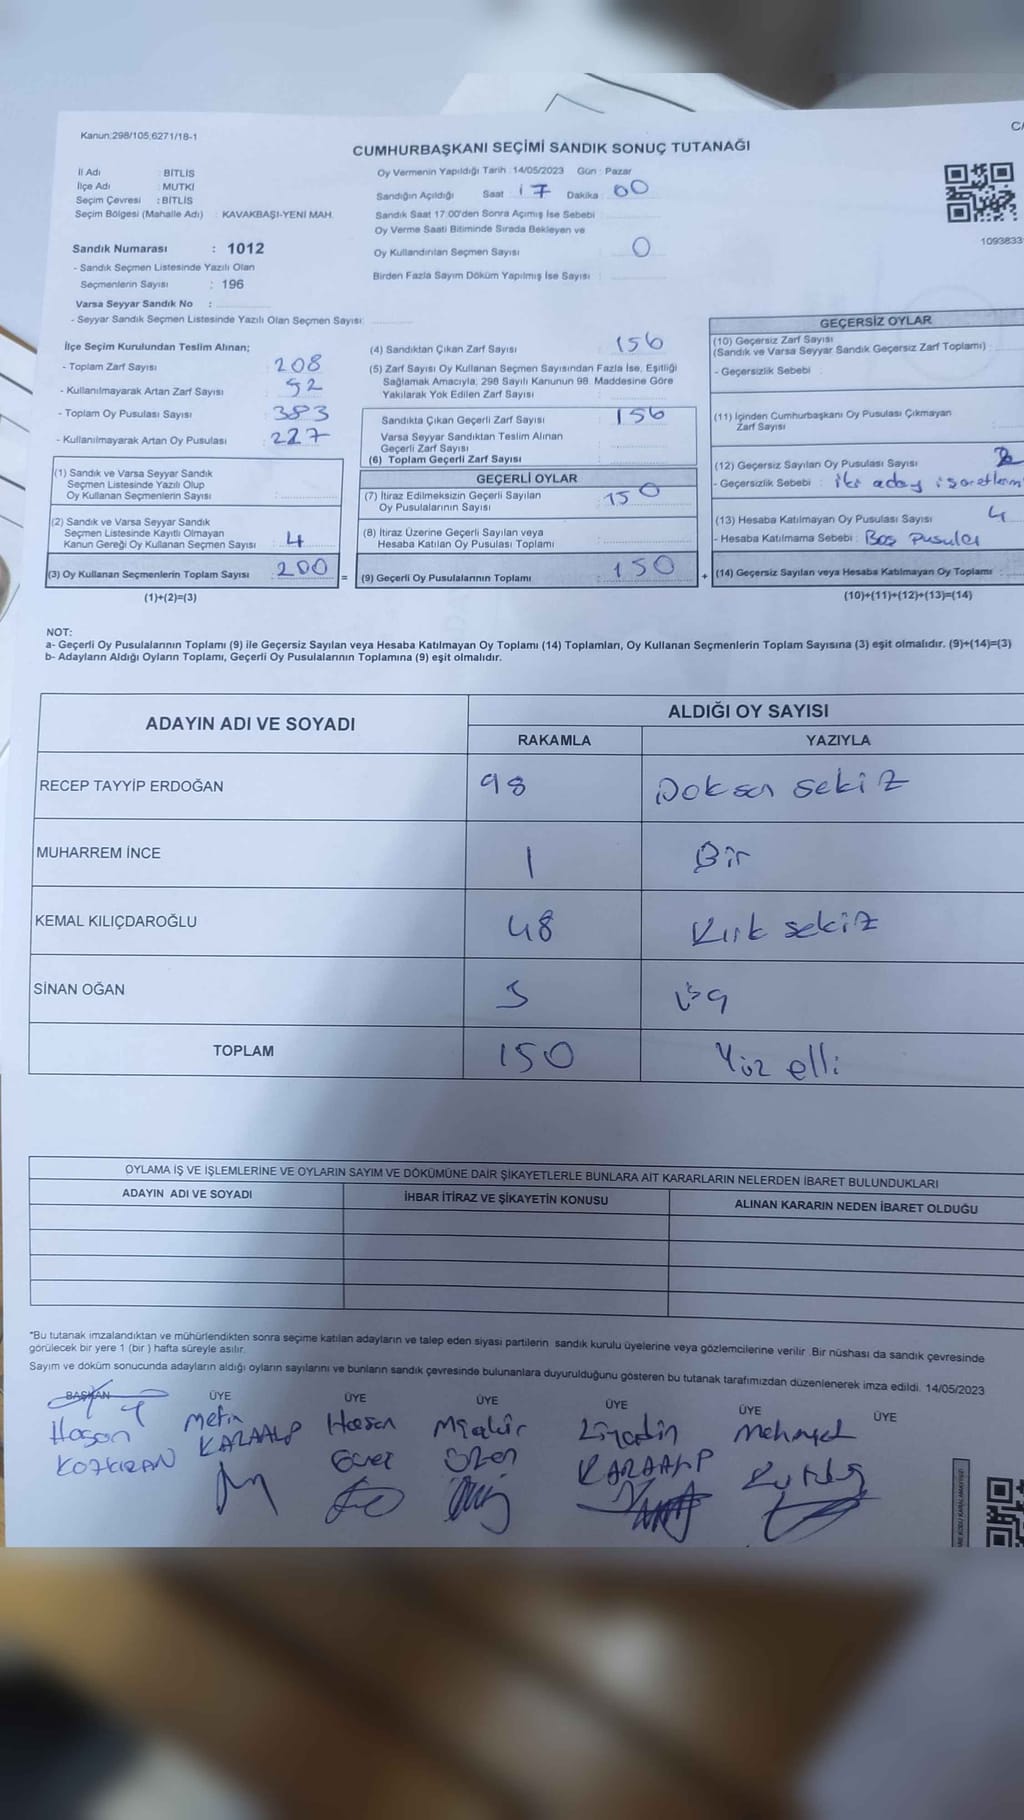 Kanun:298/105,6271/18-1
CUMHURBAŞKANI SEÇİMİ SANDIK SONUÇ TUTANAĞI
İl Adı : BİTLİS
İlçe Adı : MUTKİ
Seçim Çevresi : BİTLİS
Seçim Bölgesi (Mahalle Adı) : KAVAKBAŞI-YENİ MAH.
Sandık Numarası : 1012
- Sandık Seçmen Listesinde Yazılı Olan
Seçmenlerin Sayısı : 196
Varsa Seyyar Sandık No :
- Seyyar Sandık Seçmen Listesinde Yazılı Olan Seçmen Sayısı:
Oy Vermenin Yapıldığı Tarih : 14/05/2023 Gün : Pazar
Sandığın Açıldığı Saat 17 Dakika : 00
Sandık Saat 17:00'den Sonra Açımış İse Sebebi :
Oy Verme Saati Bitiminde Sırada Bekleyen ve
Oy Kullandırılan Seçmen Sayısı : 0
Birden Fazla Sayım Döküm Yapılmış İse Sayısı :
1093833
İlçe Seçim Kurulundan Teslim Alınan;
- Toplam Zarf Sayısı : 208
- Kullanılmayarak Artan Zarf Sayısı : 52
- Toplam Oy Pusulası Sayısı : 383
- Kullanılmayarak Artan Oy Pusulası : 227
(1) Sandık ve Varsa Seyyar Sandık
Seçmen Listesinde Yazılı Olup
Oy Kullanan Seçmenlerin Sayısı :
(2) Sandık ve Varsa Seyyar Sandık
Seçmen Listesinde Kayıtlı Olmayan
Kanun Gereği Oy Kullanan Seçmen Sayısı : 4
(3) Oy Kullanan Seçmenlerin Toplam Sayısı : 200
(1)+(2)=(3)
=
(4) Sandıktan Çıkan Zarf Sayısı : 156
(5) Zarf Sayısı Oy Kullanan Seçmen Sayısından Fazla İse, Eşitliği
Sağlamak Amacıyla; 298 Sayılı Kanunun 98. Maddesine Göre
Yakılarak Yok Edilen Zarf Sayısı :
Sandıkta Çıkan Geçerli Zarf Sayısı : 156
Varsa Seyyar Sandıktan Teslim Alınan
Geçerli Zarf Sayısı :
(6) Toplam Geçerli Zarf Sayısı :
GEÇERLİ OYLAR
(7) İtiraz Edilmeksizin Geçerli Sayılan
Oy Pusulalarının Sayısı : 150
(8) İtiraz Üzerine Geçerli Sayılan veya
Hesaba Katılan Oy Pusulası Toplamı :
(9) Geçerli Oy Pusulalarının Toplamı : 150
+
GEÇERSİZ OYLAR
(10) Geçersiz Zarf Sayısı
(Sandık ve Varsa Seyyar Sandık Geçersiz Zarf Toplamı) :
- Geçersizlik Sebebi :
(11) İçinden Cumhurbaşkanı Oy Pusulası Çıkmayan
Zarf Sayısı :
(12) Geçersiz Sayılan Oy Pusulası Sayısı :
- Geçersizlik Sebebi : iki aday
(13) Hesaba Katılmayan Oy Pusulası Sayısı : 4
- Hesaba Katılmama Sebebi : Boş Pusula
(14) Geçersiz Sayılan veya Hesaba Katılmayan Oy Toplamı :
(10)+(11)+(12)+(13)=(14)
NOT:
a- Geçerli Oy Pusulalarının Toplamı (9) ile Geçersiz Sayılan veya Hesaba Katılmayan Oy Toplamı (14) Toplamları, Oy Kullanan Seçmenlerin Toplam Sayısına (3) eşit olmalıdır. (9)+(14)=(3)
b- Adayların Aldığı Oyların Toplamı, Geçerli Oy Pusulalarının Toplamına (9) eşit olmalıdır.
ADAYIN ADI VE SOYADI
ALDIĞI OY SAYISI
RAKAMLA YAZIYLA
RECEP TAYYİP ERDOĞAN 98 Doksan sekiz
MUHARREM İNCE 1 Bir
KEMAL KILIÇDAROĞLU 48 Kırk sekiz
SİNAN OĞAN 3 üç
TOPLAM 150 Yüz elli
OYLAMA İŞ VE İŞLEMLERİNE VE OYLARIN SAYIM VE DÖKÜMÜNE DAİR ŞİKAYETLERLE BUNLARA AİT KARARLARIN NELERDEN İBARET BULUNDUKLARI
ADAYIN ADI VE SOYADI İHBAR İTİRAZ VE ŞİKAYETİN KONUSU ALINAN KARARIN NEDEN İBARET OLDUĞU
*Bu tutanak imzalandıktan ve mühürlendikten sonra seçime katılan adayların ve talep eden siyasi partilerin sandık kurulu üyelerine veya gözlemcilerine verilir .Bir nüshası da sandık çevresinde
görülecek bir yere 1 (bir ) hafta süreyle asılır.
Sayım ve döküm sonucunda adayların aldığı oyların sayılarını ve bunların sandık çevresinde bulunanlara duyurulduğunu gösteren bu tutanak tarafımızdan düzenlenerek imza edildi. 14/05/2023
BAŞKAN ÜYE ÜYE ÜYE ÜYE ÜYE ÜYE
Hasan Metin Hasan Mehmet
KOZKIRAN KARAALP KARAALP